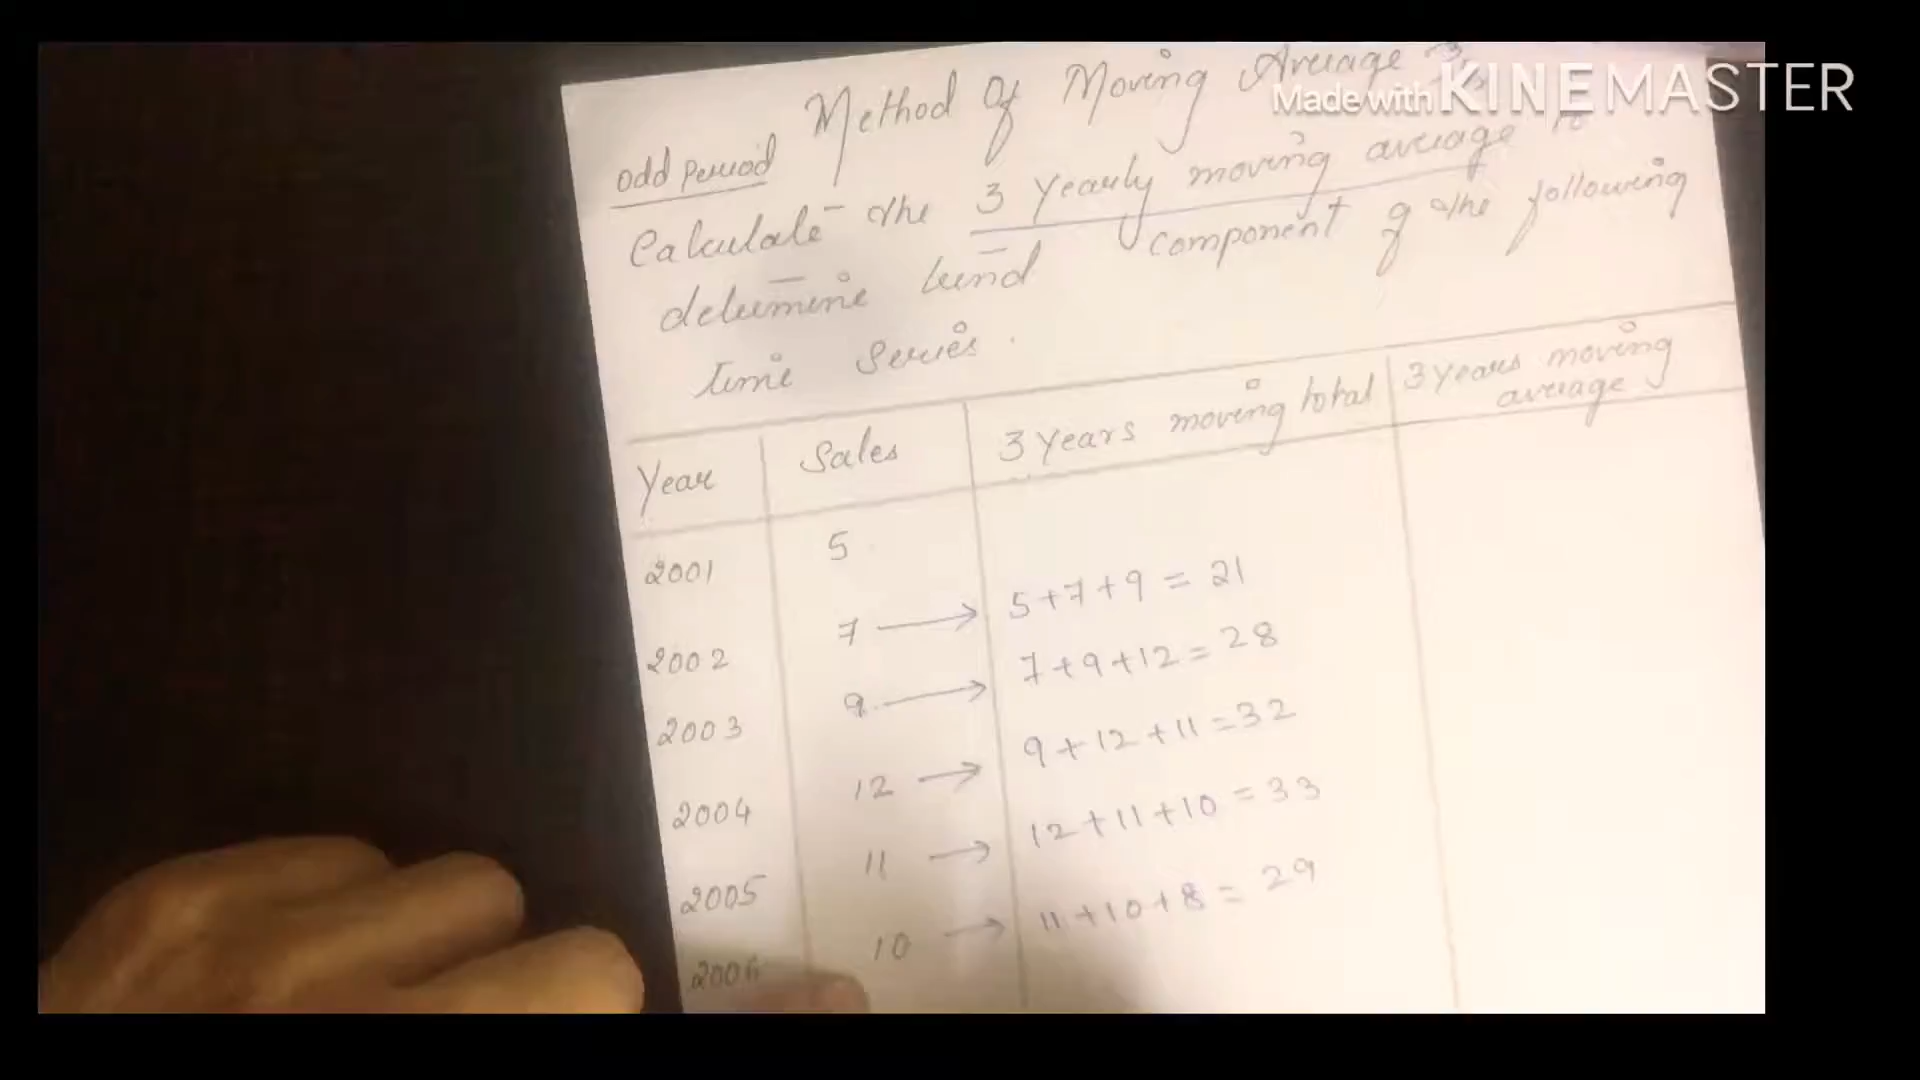 Method Of Moving Average
Made with KINEMASTER
odd period
Calculate the 3 Yearly moving average to
determine trend component of the following
time series.
Year Sales 3 Years moving total 3 Years moving average
2001 5
2002 7 → 5+7+9 = 21
2003 9 → 7+9+12 = 28
2004 12 → 9+12+11 = 32
2005 11 → 12+11+10 = 33
2006 10 → 11+10+8 = 29